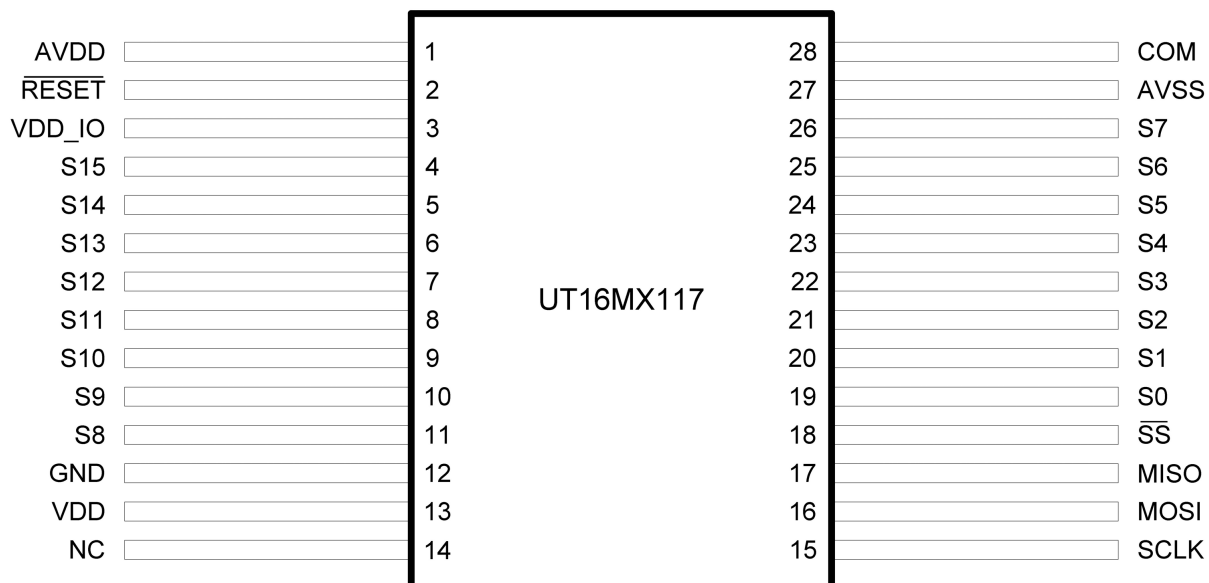 AVDD 1 28 COM
R̅E̅S̅E̅T̅ 2 27 AVSS
VDD_IO 3 26 S7
S15 4 25 S6
S14 5 24 S5
S13 6 23 S4
S12 7 22 S3
UT16MX117
S11 8 21 S2
S10 9 20 S1
S9 10 19 S0
S8 11 18 S̅S̅
GND 12 17 MISO
VDD 13 16 MOSI
NC 14 15 SCLK